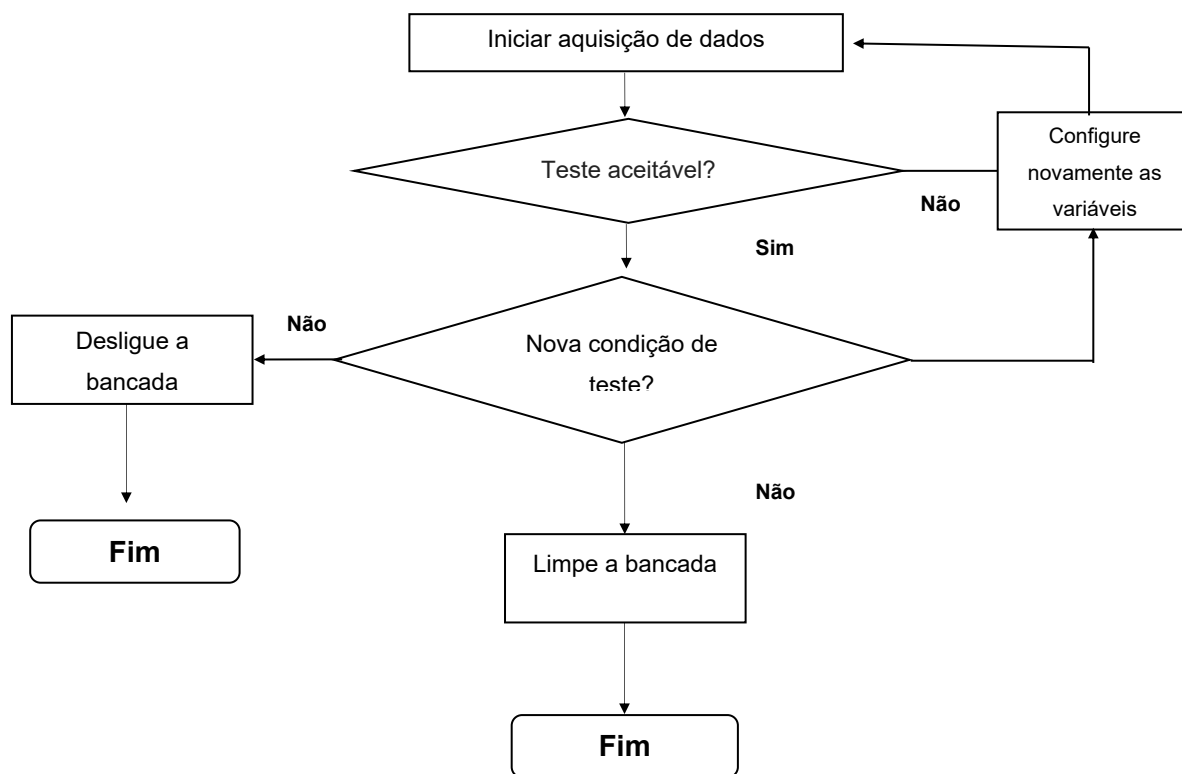 Iniciar aquisição de dados
Teste aceitável?
Configure
novamente as
variáveis
Não
Sim
Não
Desligue a
bancada
Nova condição de
teste?
Não
Fim
Limpe a bancada
Fim